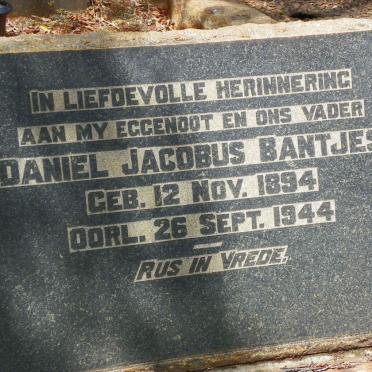 IN LIEFDEVOLLE HERINNERING
AAN MY EGGENOOT EN ONS VADER
DANIEL JACOBUS BANTJES
GEB. 12 NOV. 1894
OORL. 26 SEPT. 1944
RUS IN VREDE.